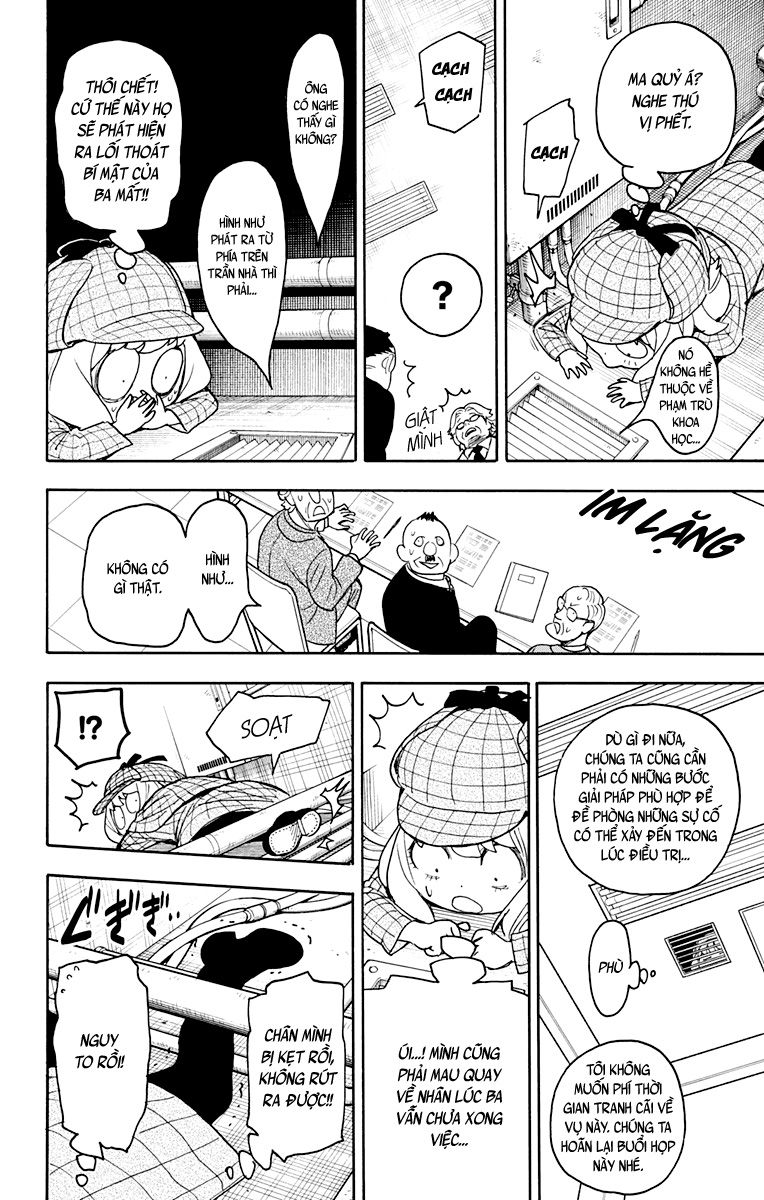 MA QUỶ Á?
NGHE THÚ
VỊ PHẾT.
CẠCH
NÓ
KHÔNG HỀ
THUỘC VỀ
PHẠM TRÙ
KHOA
HỌC...
CẠCH
CẠCH
?
GIẬT
MÌNH
ÔNG
CÓ NGHE
THẤY GÌ
KHÔNG?
HÌNH NHƯ
PHÁT RA TỪ
PHÍA TRÊN
TRẦN NHÀ THÌ
PHẢI...
THÔI CHẾT!
CỨ THẾ NÀY HỌ
SẼ PHÁT HIỆN
RA LỐI THOÁT
BÍ MẬT CỦA
BA MẤT!!
IM LẶNG
HÌNH
NHƯ...
KHÔNG CÓ
GÌ THẬT.
DÙ GÌ ĐI NỮA,
CHÚNG TA CŨNG CẦN
PHẢI CÓ NHỮNG BƯỚC
GIẢI PHÁP PHÙ HỢP ĐỂ
ĐỀ PHÒNG NHỮNG SỰ CỐ
CÓ THỂ XẢY ĐẾN TRONG
LÚC ĐIỀU TRỊ...
PHÙ
TÔI KHÔNG
MUỐN PHÍ THỜI
GIAN TRANH CÃI VỀ
VỤ NÀY. CHÚNG TA
HOÃN LẠI BUỔI HỌP
NÀY NHÉ.
ÚI...! MÌNH CŨNG
PHẢI MAU QUAY
VỀ NHÂN LÚC BA
VẪN CHƯA XONG
VIỆC...
SOẠT
!?
ぐぎぎ‥
CHÂN MÌNH
BỊ KẸT RỒI,
KHÔNG RÚT
RA ĐƯỢC!!
NGUY
TO RỒI!